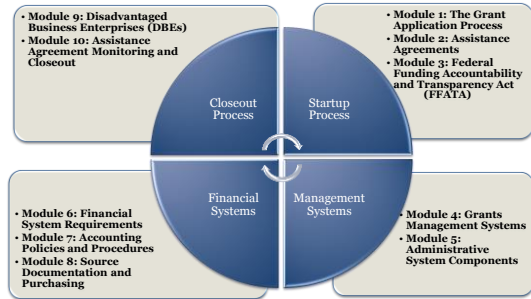 • Module 9: Disadvantaged
Business Enterprises (DBEs)
• Module 10: Assistance
Agreement Monitoring and
Closeout
• Module 1: The Grant
Application Process
• Module 2: Assistance
Agreements
• Module 3: Federal
Funding Accountability
and Transparency Act
(FFATA)
Closeout
Process
Startup
Process
Financial
Systems
Management
Systems
• Module 6: Financial
System Requirements
• Module 7: Accounting
Policies and Procedures
• Module 8: Source
Documentation and
Purchasing
• Module 4: Grants
Management Systems
• Module 5:
Administrative
System Components